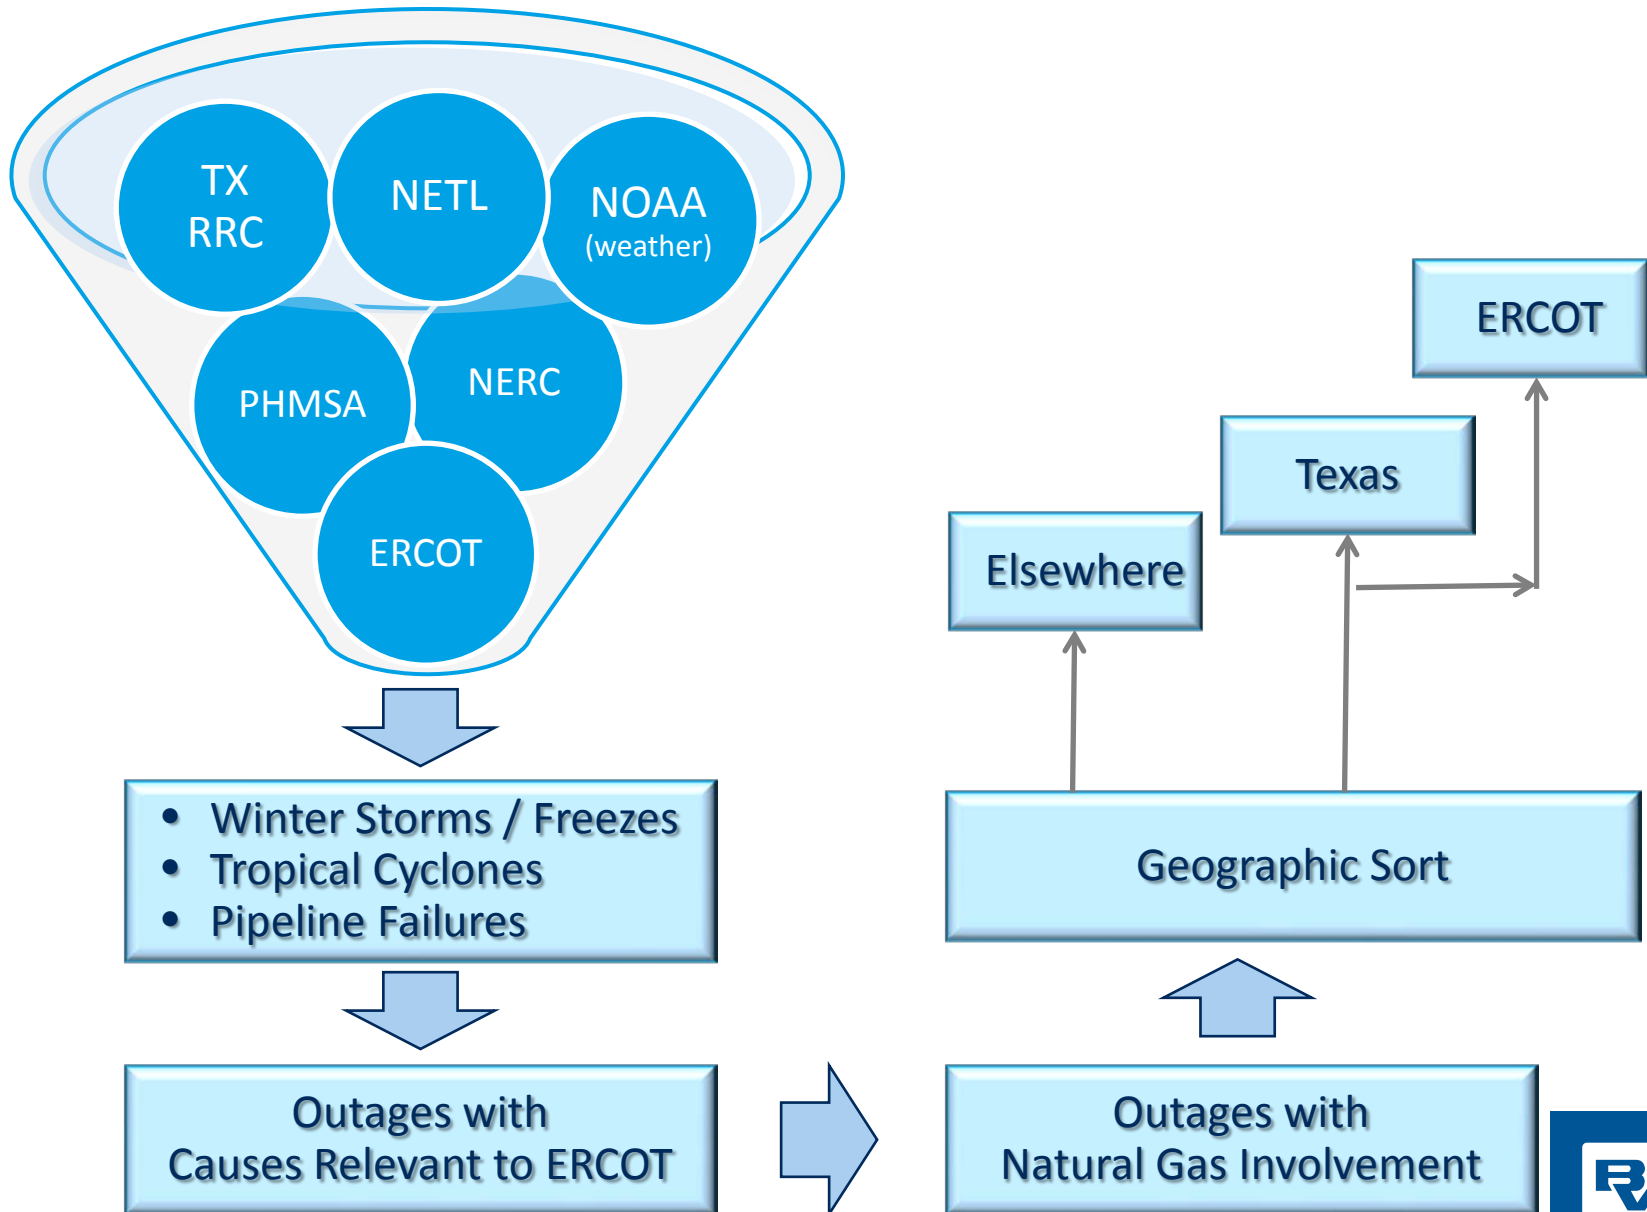 TX
RRC
NETL
NOAA
(weather)
PHMSA
NERC
ERCOT
• Winter Storms / Freezes
• Tropical Cyclones
• Pipeline Failures
Outages with
Causes Relevant to ERCOT
Outages with
Natural Gas Involvement
Geographic Sort
Elsewhere
Texas
ERCOT